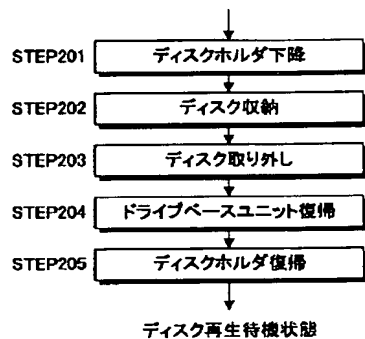 STEP201 ディスクホルダ下降
STEP202 ディスク収納
STEP203 ディスク取り外し
STEP204 ドライブベースユニット復帰
STEP205 ディスクホルダ復帰
ディスク再生待機状態